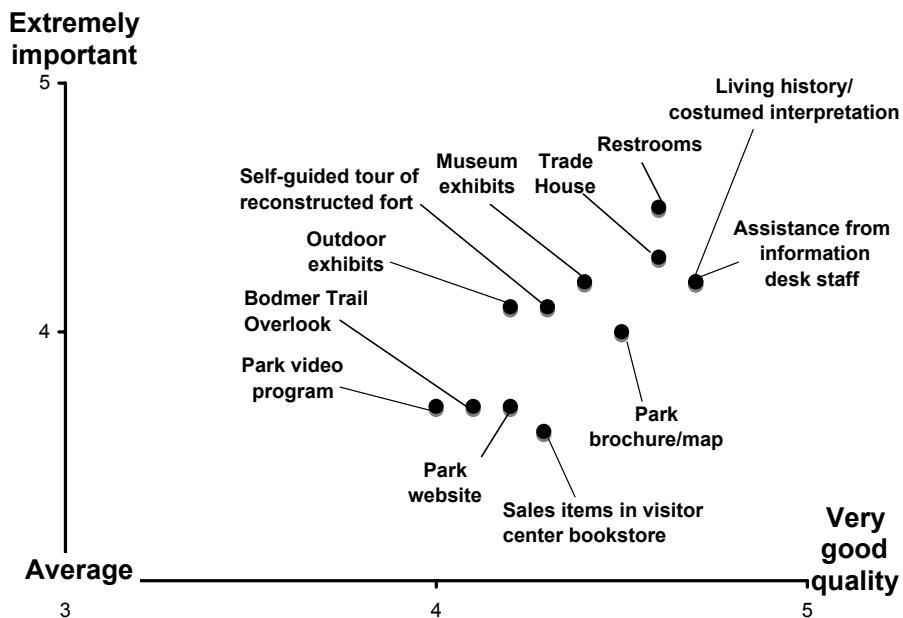 Extremely
important
5
Living history/
costumed interpretation
Restrooms
Museum
exhibits
Trade
House
Self-guided tour of
reconstructed fort
Assistance from
information
desk staff
Outdoor
exhibits
Bodmer Trail
Overlook
4
Park video
program
Park
brochure/map
Park
website
Sales items in visitor
center bookstore
Very
good
quality
Average
3
4
5